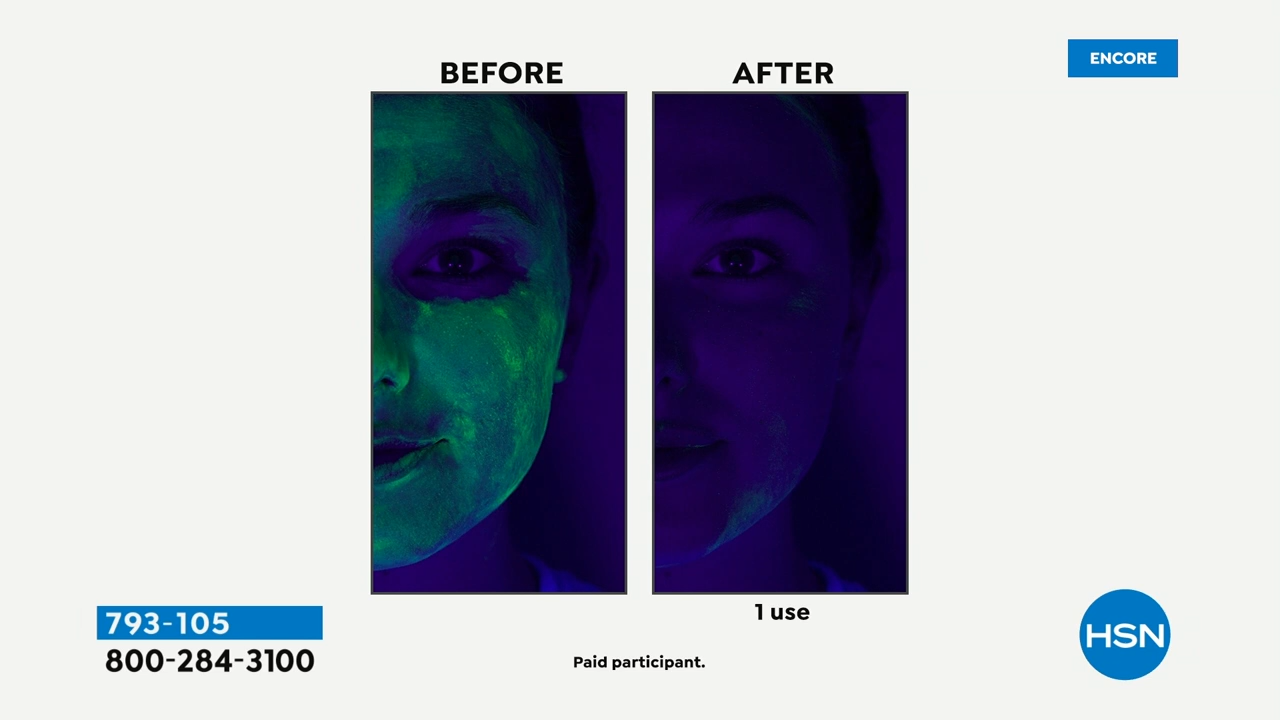 ENCORE
BEFORE
AFTER
1 use
793-105
800-284-3100
Paid participant.
HSN